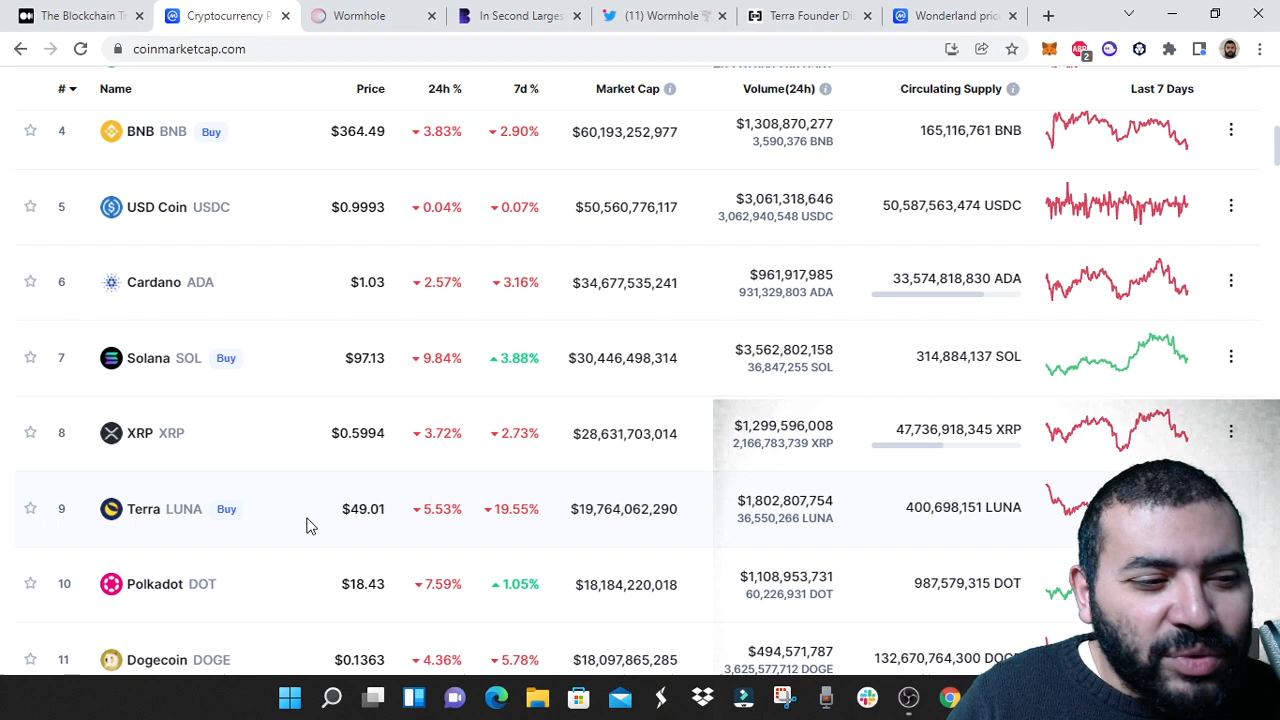 The Blockchain T
Cryptocurrency P
Wormhole
In Second Larges
(11) Wormhole
Terra Founder Di
Wonderland pric
coinmarketcap.com
2
# Name Price 24h % 7d % Market Cap Volume(24h) Circulating Supply Last 7 Days
4 BNB BNB Buy $364.49 3.83% 2.90% $60,193,252,977 $1,308,870,277 165,116,761 BNB
3,590,376 BNB
5 USD Coin USDC $0.9993 0.04% 0.07% $50,560,776,117 $3,061,318,646 50,587,563,474 USDC
3,062,940,548 USDC
6 Cardano ADA $1.03 2.57% 3.16% $34,677,535,241 $961,917,985 33,574,818,830 ADA
931,329,803 ADA
7 Solana SOL Buy $97.13 9.84% 3.88% $30,446,498,314 $3,562,802,158 314,884,137 SOL
36,847,255 SOL
8 XRP XRP $0.5994 3.72% 2.73% $28,631,703,014 $1,299,596,008 47,736,918,345 XRP
2,166,783,739 XRP
9 Terra LUNA Buy $49.01 5.53% 19.55% $19,764,062,290 $1,802,807,754 400,698,151 LUNA
36,550,266 LUNA
10 Polkadot DOT $18.43 7.59% 1.05% $18,184,220,018 $1,108,953,731 987,579,315 DOT
60,226,931 DOT
11 Dogecoin DOGE $0.1363 4.36% 5.78% $18,097,865,285 $494,571,787 132,670,764,300 DOG
3,625,577,712 DOGE